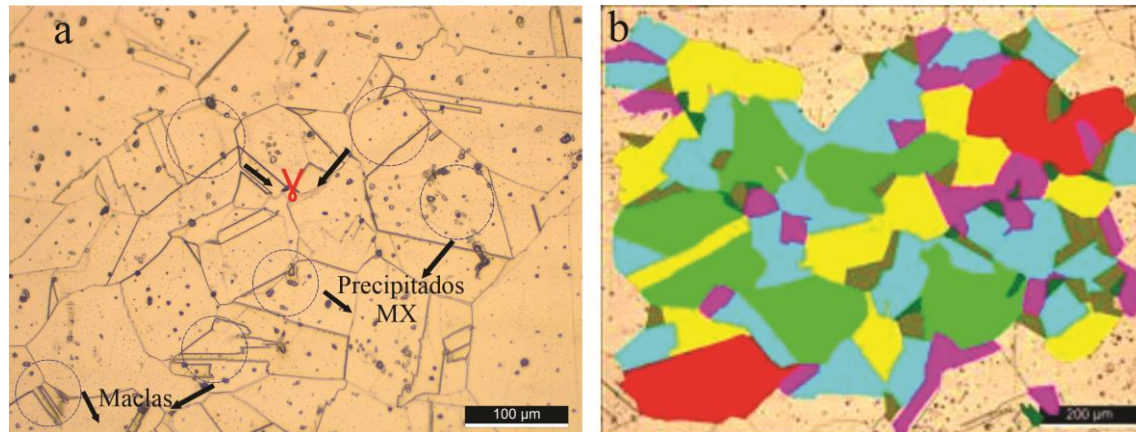 a
γ
Precipitados
MX
Maclas
100 µm
b
200 µm